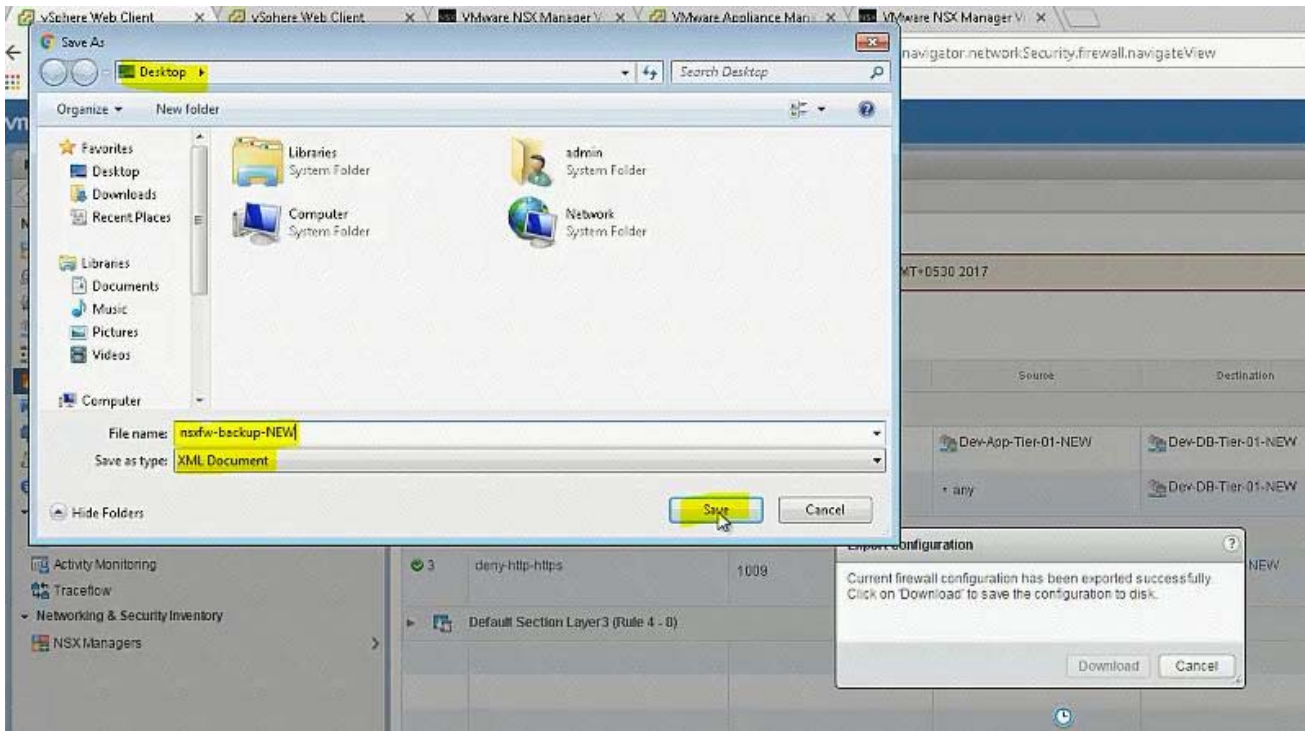 vSphere Web Client
vSphere Web Client
VMware NSX Manager V
VMware Appliance Man
VMware NSX Manager Vi
Save As
navigator.networkSecurity.firewall.navigateView
Desktop
Search Desktop
Organize
New folder
vm
Favorites
Desktop
Downloads
Recent Places
Libraries
Documents
Music
Pictures
Videos
Computer
Libraries
System Folder
admin
System Folder
Computer
System Folder
Network
System Folder
MT+0530 2017
Source
Destination
File name: nsxfw-backup-NEW
Save as type: XML Document
Dev-App-Tier-01-NEW
Dev-DB-Tier-01-NEW
* any
Dev-DB-Tier-01-NEW
Hide Folders
Save
Cancel
Export configuration
?
Activity Monitoring
3
deny-http-https
1009
Current firewall configuration has been exported successfully.
NEW
Click on 'Download' to save the configuration to disk.
Traceflow
Networking & Security Inventory
Default Section Layer3 (Rule 4 - 8)
NSX Managers
Download
Cancel